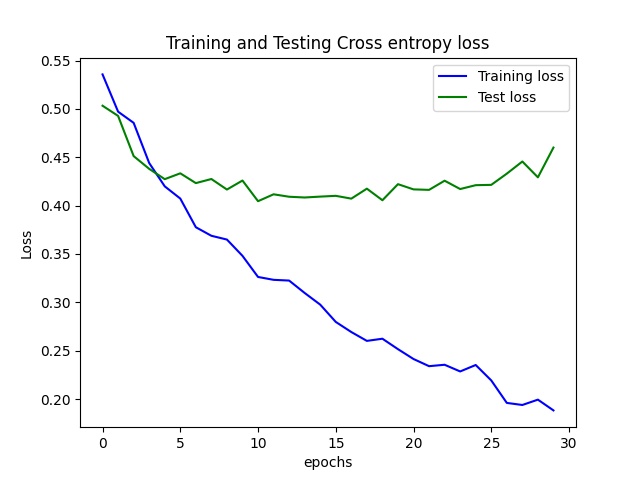 Training and Testing Cross entropy loss
Training loss
Test loss
0.55
0.50
0.45
0.40
0.35
0.30
0.25
0.20
Loss
0 5 10 15 20 25 30
epochs